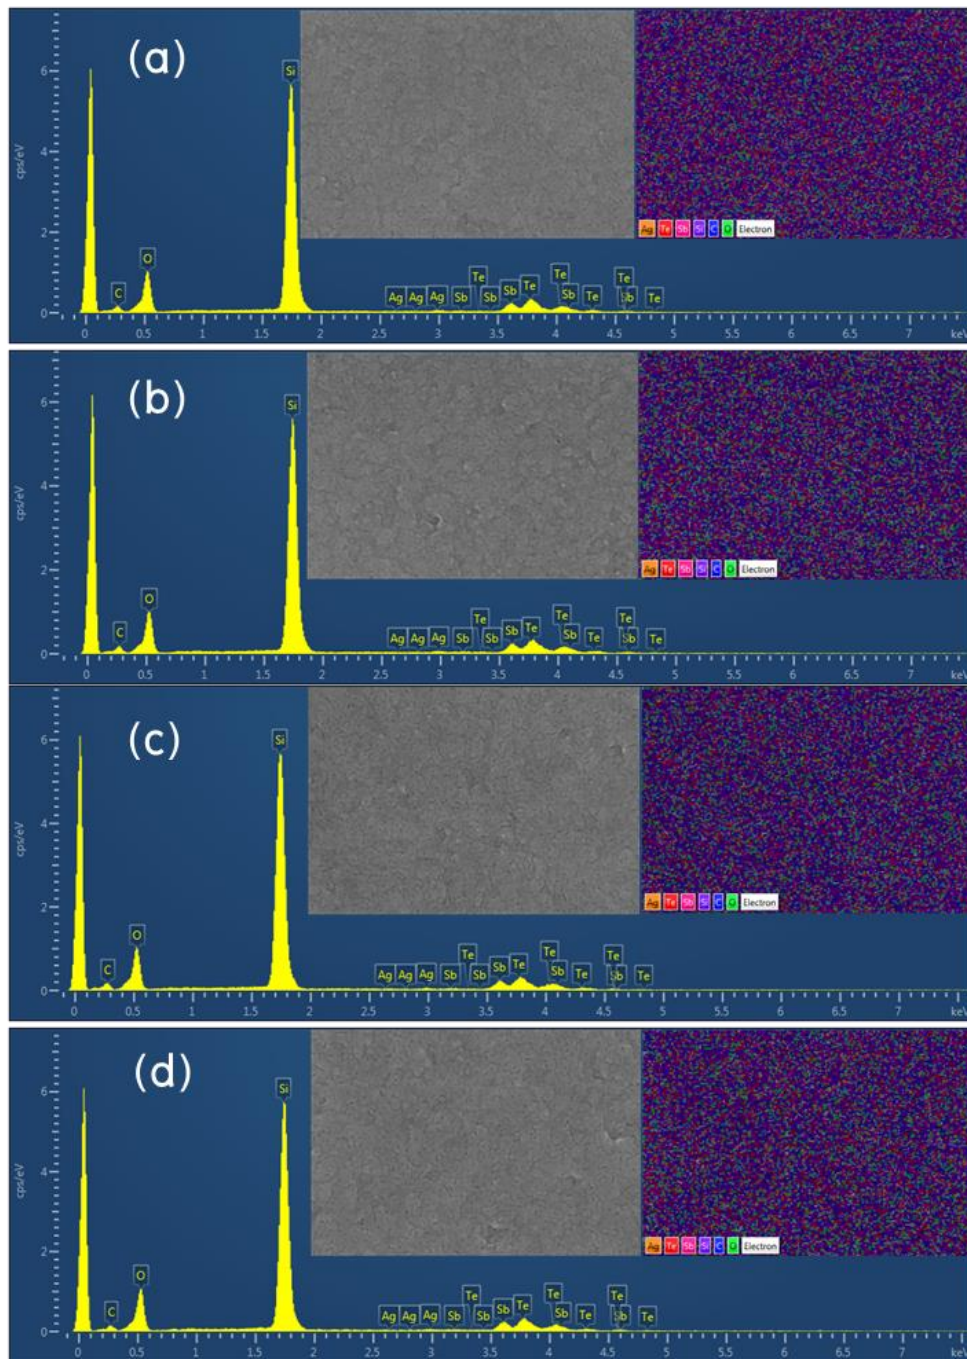 (a)
cps/eV
6
4
2
0
Si
O
C
Te Te Te
Ag Ag Ag Sb Sb Sb Te Sb Te Sb Te
0 0.5 1 1.5 2 2.5 3 3.5 4 4.5 5 5.5 6 6.5 7 keV
Ag Te Sb Si C O Electron
(b)
cps/eV
6
4
2
0
Si
O
C
Te Te Te
Ag Ag Ag Sb Sb Sb Te Sb Te Sb Te
0 0.5 1 1.5 2 2.5 3 3.5 4 4.5 5 5.5 6 6.5 7 keV
Ag Te Sb Si C O Electron
(c)
cps/eV
6
4
2
0
Si
O
C
Te Te Te
Ag Ag Ag Sb Sb Sb Te Sb Te Sb Te
0 0.5 1 1.5 2 2.5 3 3.5 4 4.5 5 5.5 6 6.5 7 keV
Ag Te Sb Si C O Electron
(d)
cps/eV
6
4
2
0
Si
O
C
Te Te Te
Ag Ag Ag Sb Sb Sb Te Sb Te Sb Te
0 0.5 1 1.5 2 2.5 3 3.5 4 4.5 5 5.5 6 6.5 7 keV
Ag Te Sb Si C O Electron